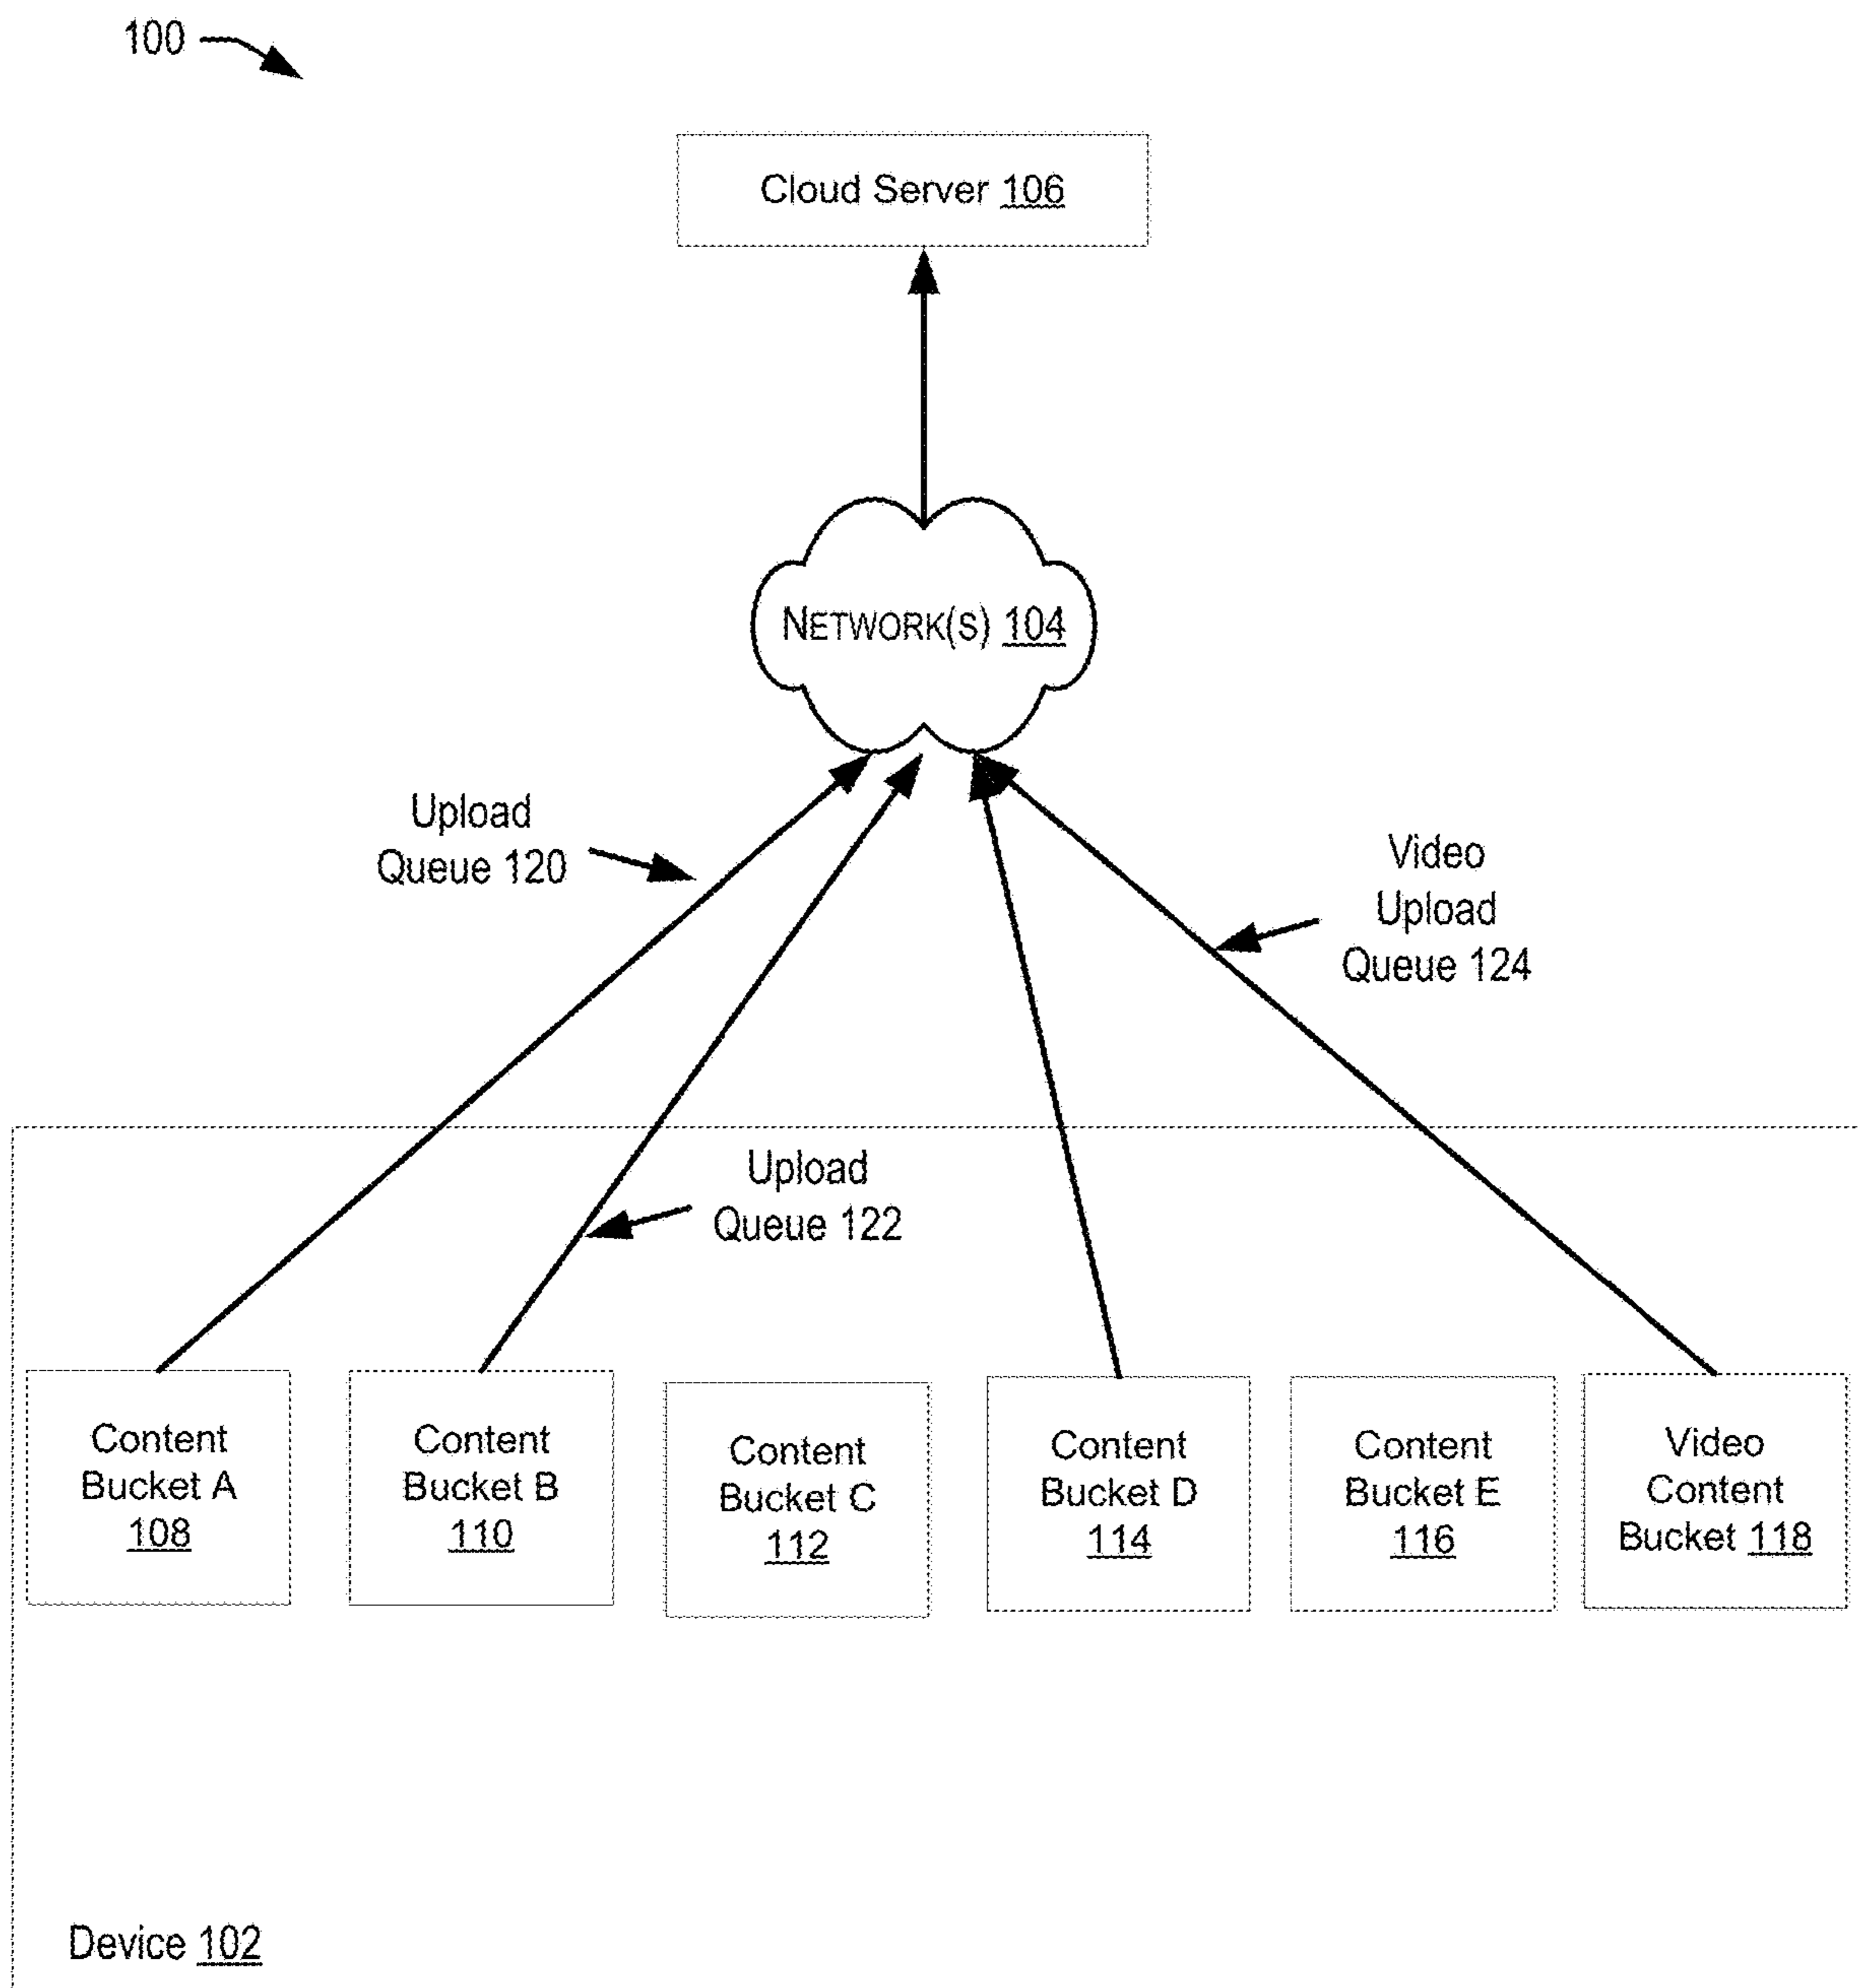 100
Cloud Server 106
NETWORK(S) 104
Upload
Queue 120
Video
Upload
Queue 124
Upload
Queue 122
Content
Bucket A
108
Content
Bucket B
110
Content
Bucket C
112
Content
Bucket D
114
Content
Bucket E
116
Video
Content
Bucket 118
Device 102